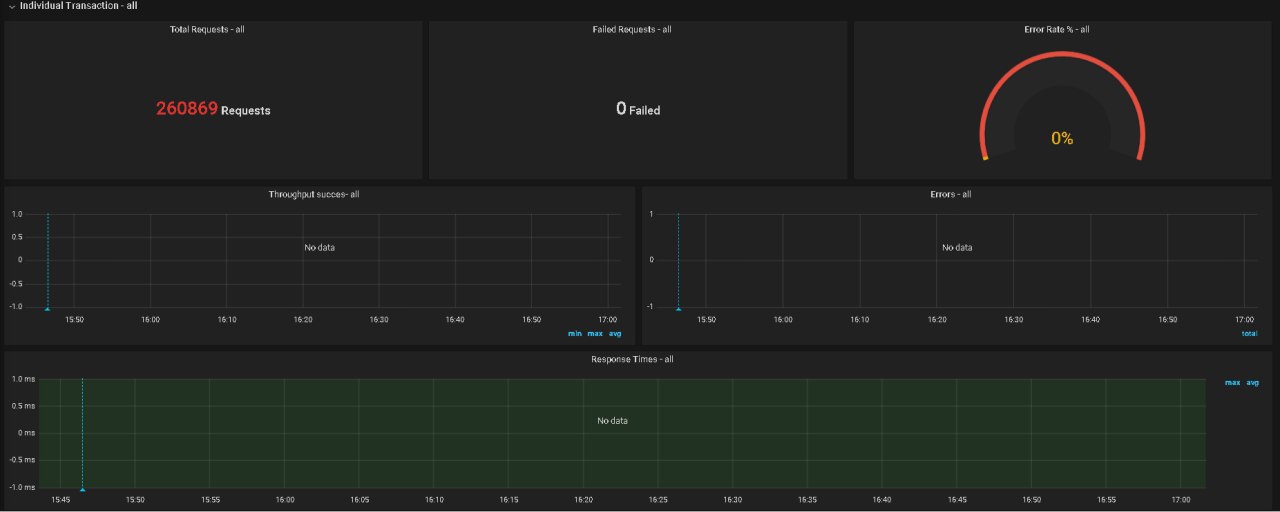 Individual Transaction - all
Total Requests - all
Failed Requests - all
Error Rate % - all
260869 Requests
0 Failed
0%
Throughput succes- all
1.0
0.5
0
-0.5
-1.0
No data
15:50 16:00 16:10 16:20 16:30 16:40 16:50 17:00
min max avg
Errors - all
1
0
-1
No data
15:50 16:00 16:10 16:20 16:30 16:40 16:50 17:00
total
Response Times - all
1.0 ms
0.5 ms
0 ms
-0.5 ms
-1.0 ms
No data
max avg
15:45 15:50 15:55 16:00 16:05 16:10 16:15 16:20 16:25 16:30 16:35 16:40 16:45 16:50 16:55 17:00